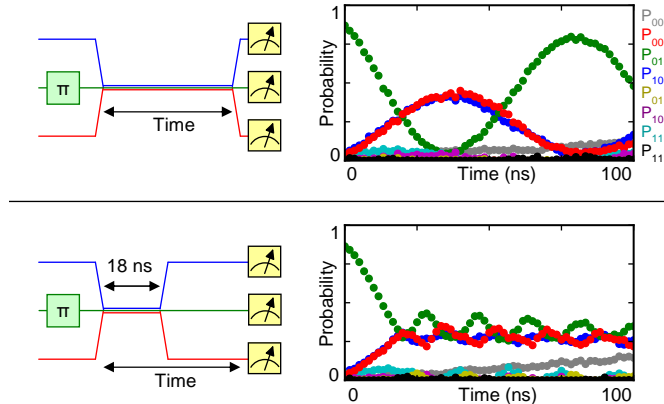 π
Time
1
Probability
0
0
Time (ns)
100
P00
P00
P01
P10
P01
P10
P11
P11
18 ns
π
Time
1
Probability
0
0
Time (ns)
100